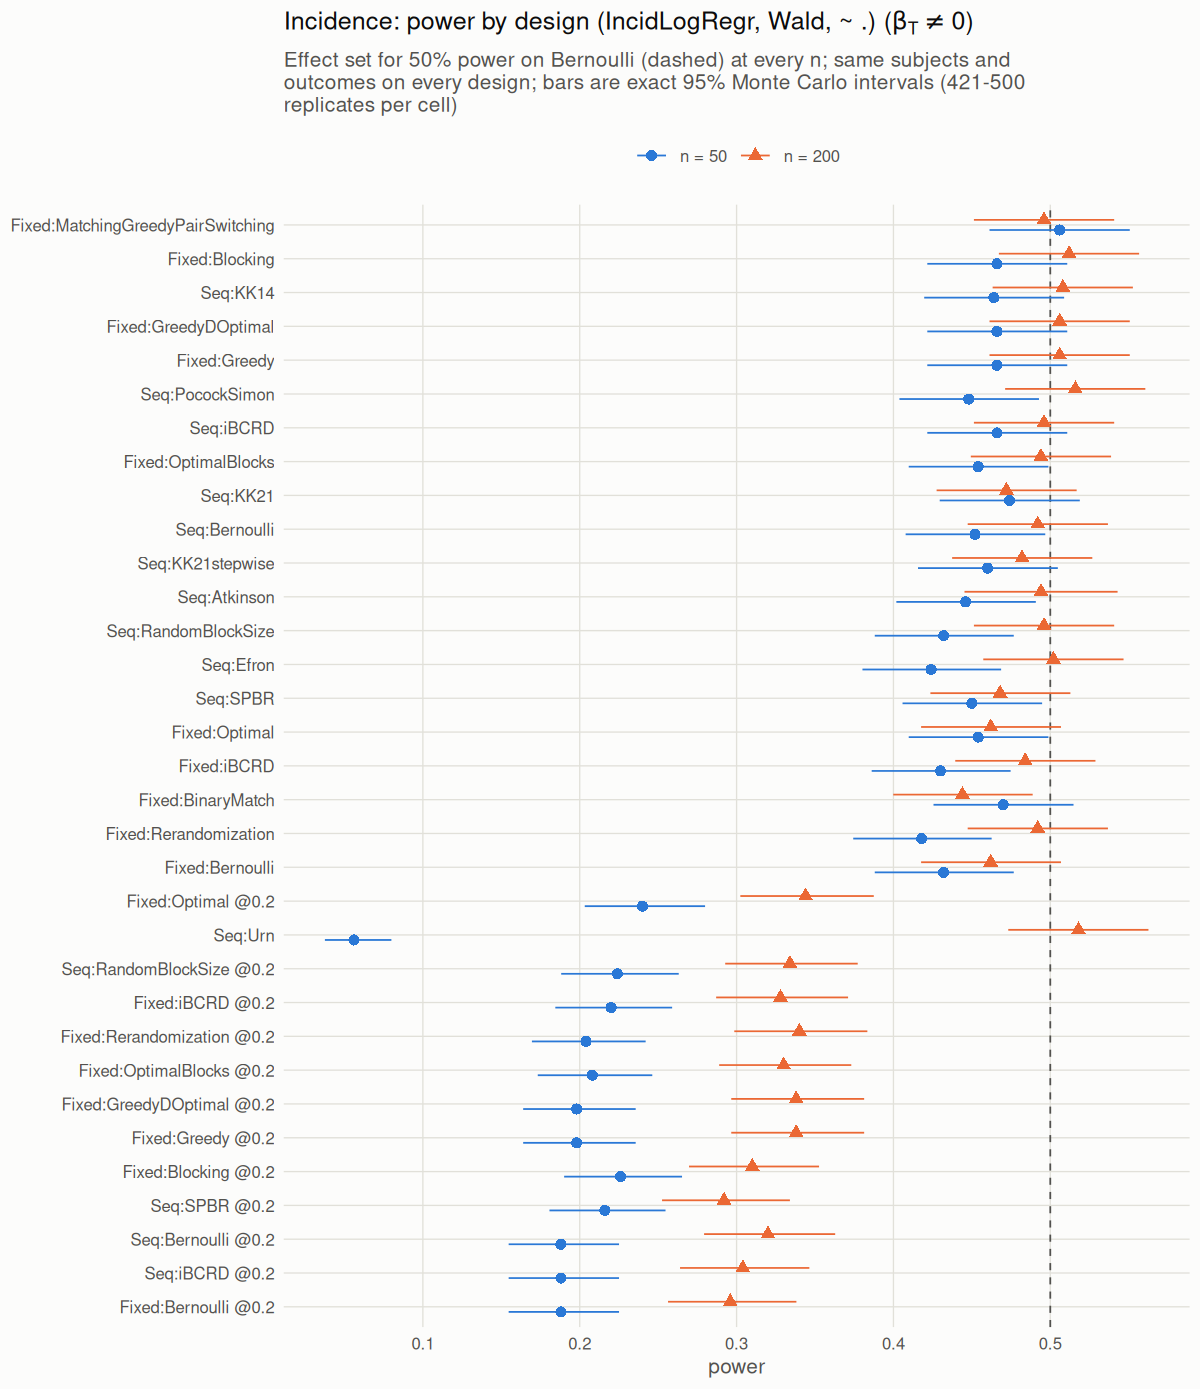 Incidence: power by design (IncidLogRegr, Wald, ~ .) (βT ≠ 0)
Effect set for 50% power on Bernoulli (dashed) at every n; same subjects and
outcomes on every design; bars are exact 95% Monte Carlo intervals (421-500
replicates per cell)
n = 50 n = 200
Fixed:MatchingGreedyPairSwitching
Fixed:Blocking
Seq:KK14
Fixed:GreedyDOptimal
Fixed:Greedy
Seq:PocockSimon
Seq:iBCRD
Fixed:OptimalBlocks
Seq:KK21
Seq:Bernoulli
Seq:KK21stepwise
Seq:Atkinson
Seq:RandomBlockSize
Seq:Efron
Seq:SPBR
Fixed:Optimal
Fixed:iBCRD
Fixed:BinaryMatch
Fixed:Rerandomization
Fixed:Bernoulli
Fixed:Optimal @0.2
Seq:Urn
Seq:RandomBlockSize @0.2
Fixed:iBCRD @0.2
Fixed:Rerandomization @0.2
Fixed:OptimalBlocks @0.2
Fixed:GreedyDOptimal @0.2
Fixed:Greedy @0.2
Fixed:Blocking @0.2
Seq:SPBR @0.2
Seq:Bernoulli @0.2
Seq:iBCRD @0.2
Fixed:Bernoulli @0.2
0.1 0.2 0.3 0.4 0.5
power